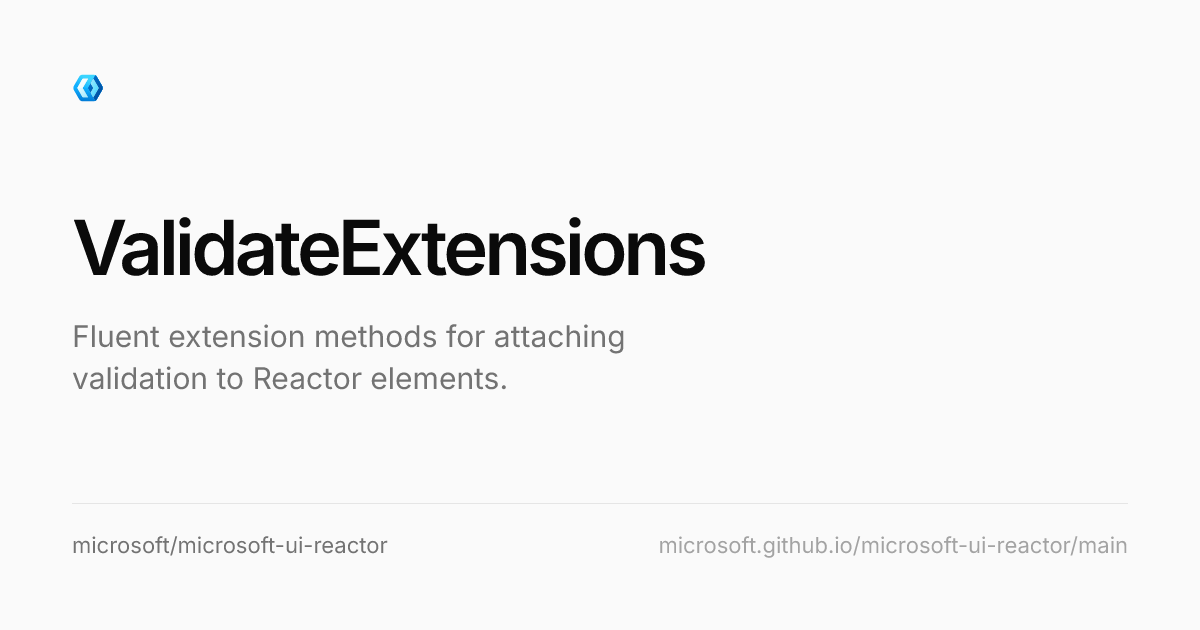 ValidateExtensions
Fluent extension methods for attaching
validation to Reactor elements.
microsoft/microsoft-ui-reactor
microsoft.github.io/microsoft-ui-reactor/main